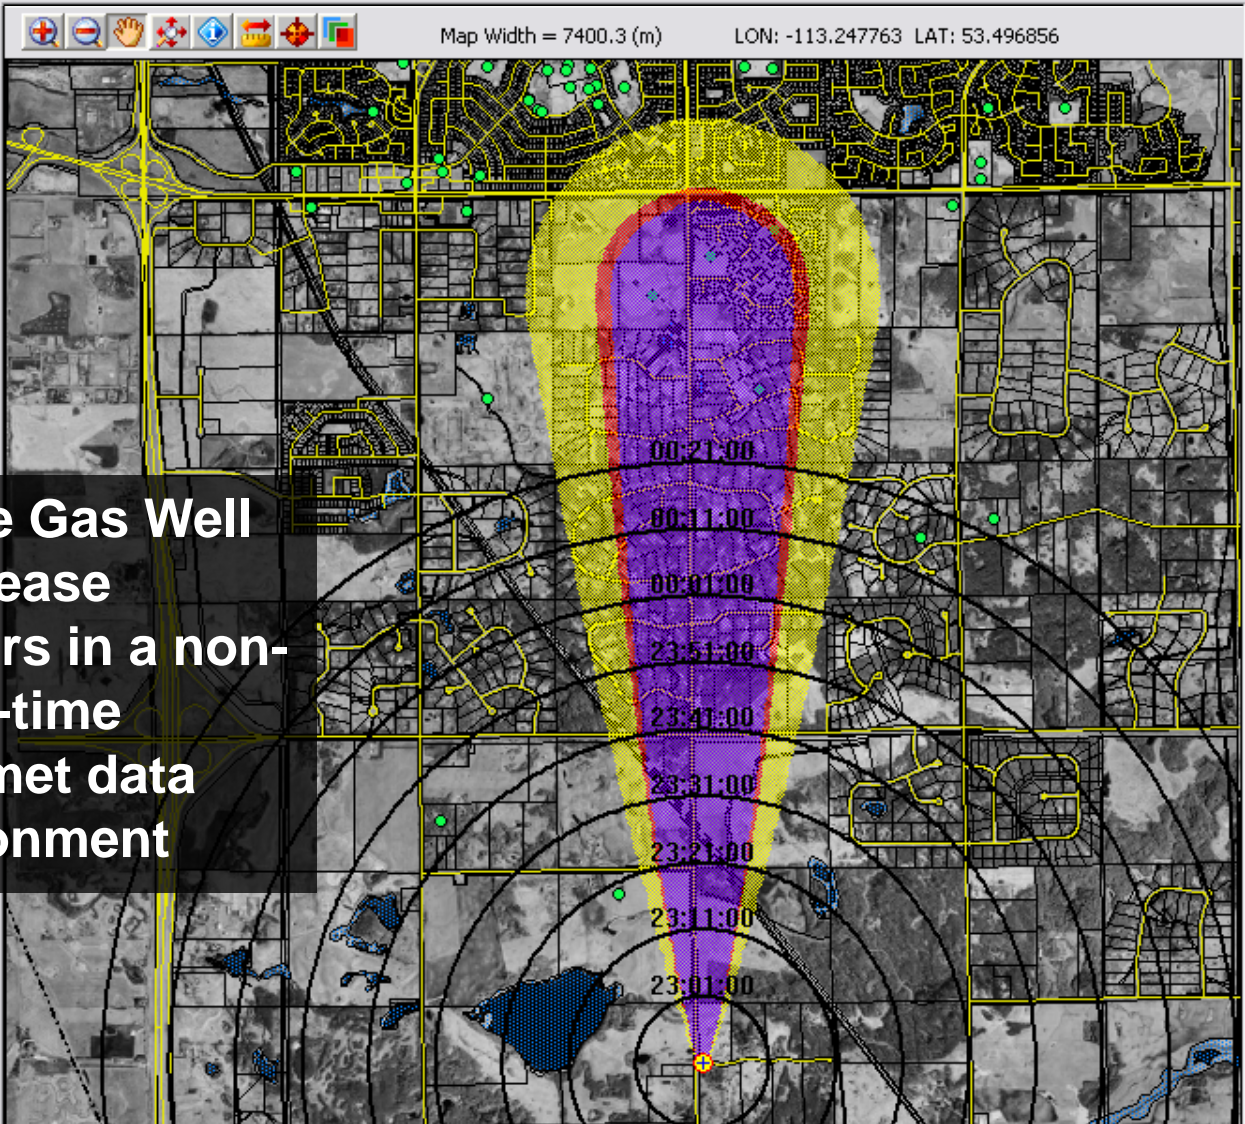 Map Width = 7400.3 (m) LON: -113.247763 LAT: 53.496856
00:21:00
e Gas Well
00:11:00
ease
00:01:00
rs in a non-
23:51:00
-time
23:41:00
met data
23:31:00
onment
23:21:00
23:11:00
23:01:00